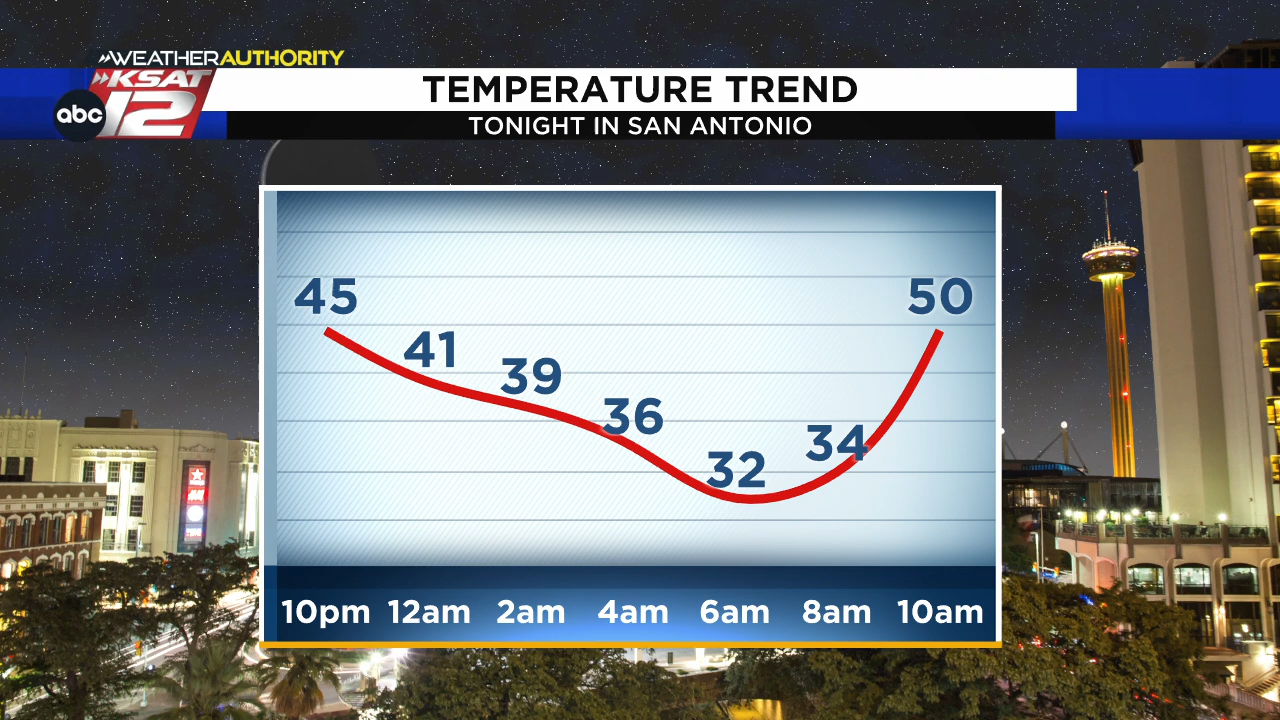 WEATHERAUTHORITY
KSAT
abc 12
TEMPERATURE TREND
TONIGHT IN SAN ANTONIO
45
41
39
36
32
34
50
10pm 12am 2am 4am 6am 8am 10am